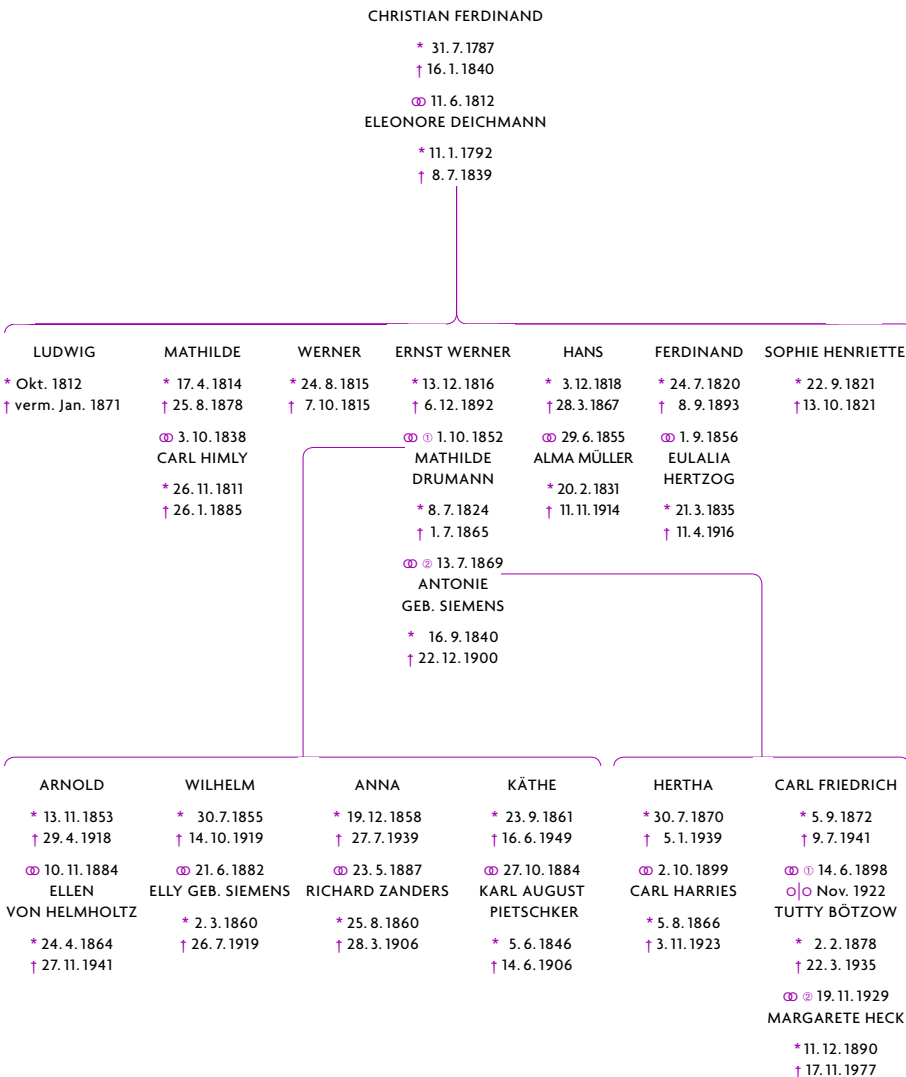 CHRISTIAN FERDINAND
* 31.7.1787
† 16.1.1840
⚭ 11.6.1812
ELEONORE DEICHMANN
* 11.1.1792
† 8.7.1839
LUDWIG
* Okt. 1812
† verm. Jan. 1871
MATHILDE
* 17.4.1814
† 25.8.1878
⚭ 3.10.1838
CARL HIMLY
* 26.11.1811
† 26.1.1885
WERNER
* 24.8.1815
† 7.10.1815
ERNST WERNER
* 13.12.1816
† 6.12.1892
⚭ ① 1.10.1852
MATHILDE
DRUMANN
* 8.7.1824
† 1.7.1865
⚭ ② 13.7.1869
ANTONIE
GEB. SIEMENS
* 16.9.1840
† 22.12.1900
HANS
* 3.12.1818
† 28.3.1867
⚭ 29.6.1855
ALMA MÜLLER
* 20.2.1831
† 11.11.1914
FERDINAND
* 24.7.1820
† 8.9.1893
⚭ 1.9.1856
EULALIA
HERTZOG
* 21.3.1835
† 11.4.1916
SOPHIE HENRIETTE
* 22.9.1821
† 13.10.1821
ARNOLD
* 13.11.1853
† 29.4.1918
⚭ 10.11.1884
ELLEN
VON HELMHOLTZ
* 24.4.1864
† 27.11.1941
WILHELM
* 30.7.1855
† 14.10.1919
⚭ 21.6.1882
ELLY GEB. SIEMENS
* 2.3.1860
† 26.7.1919
ANNA
* 19.12.1858
† 27.7.1939
⚭ 23.5.1887
RICHARD ZANDERS
* 25.8.1860
† 28.3.1906
KÄTHE
* 23.9.1861
† 16.6.1949
⚭ 27.10.1884
KARL AUGUST
PIETSCHKER
* 5.6.1846
† 14.6.1906
HERTHA
* 30.7.1870
† 5.1.1939
⚭ 2.10.1899
CARL HARRIES
* 5.8.1866
† 3.11.1923
CARL FRIEDRICH
* 5.9.1872
† 9.7.1941
⚭ ① 14.6.1898
o|o Nov. 1922
TUTTY BÖTZOW
* 2.2.1878
† 22.3.1935
⚭ ② 19.11.1929
MARGARETE HECK
* 11.12.1890
† 17.11.1977